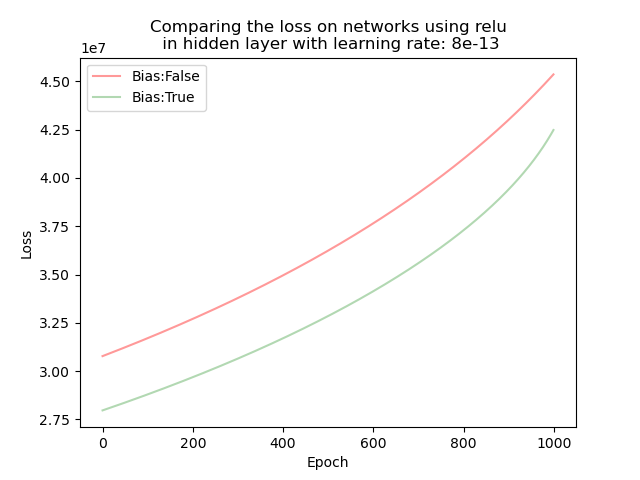 Comparing the loss on networks using relu
in hidden layer with learning rate: 8e-13
1e7
Bias:False
Bias:True
4.50
4.25
4.00
3.75
3.50
3.25
3.00
2.75
Loss
0 200 400 600 800 1000
Epoch